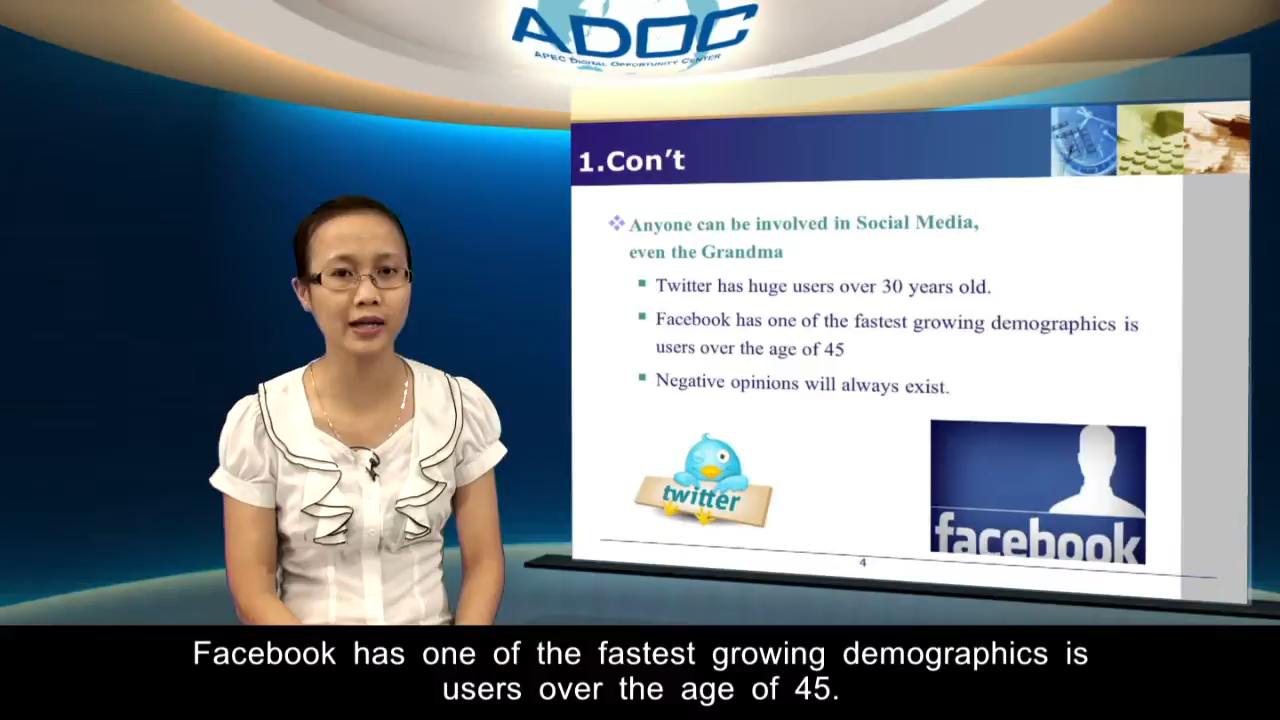 ADOC
APEC DIGITAL OPPORTUNITY CENTER
1.Con't
Anyone can be involved in Social Media,
even the Grandma
Twitter has huge users over 30 years old.
Facebook has one of the fastest growing demographics is
users over the age of 45
Negative opinions will always exist.
twitter
facebook
4
Facebook has one of the fastest growing demographics is
users over the age of 45.